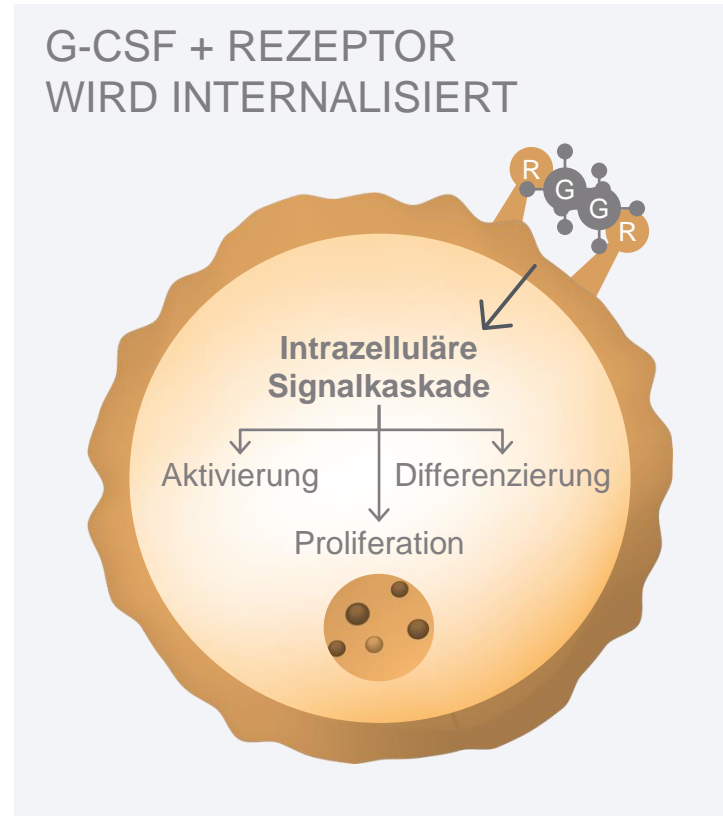 G-CSF + REZEPTOR
WIRD INTERNALISIERT
R
G
G
R
Intrazelluläre
Signalkaskade
Aktivierung
Differenzierung
Proliferation